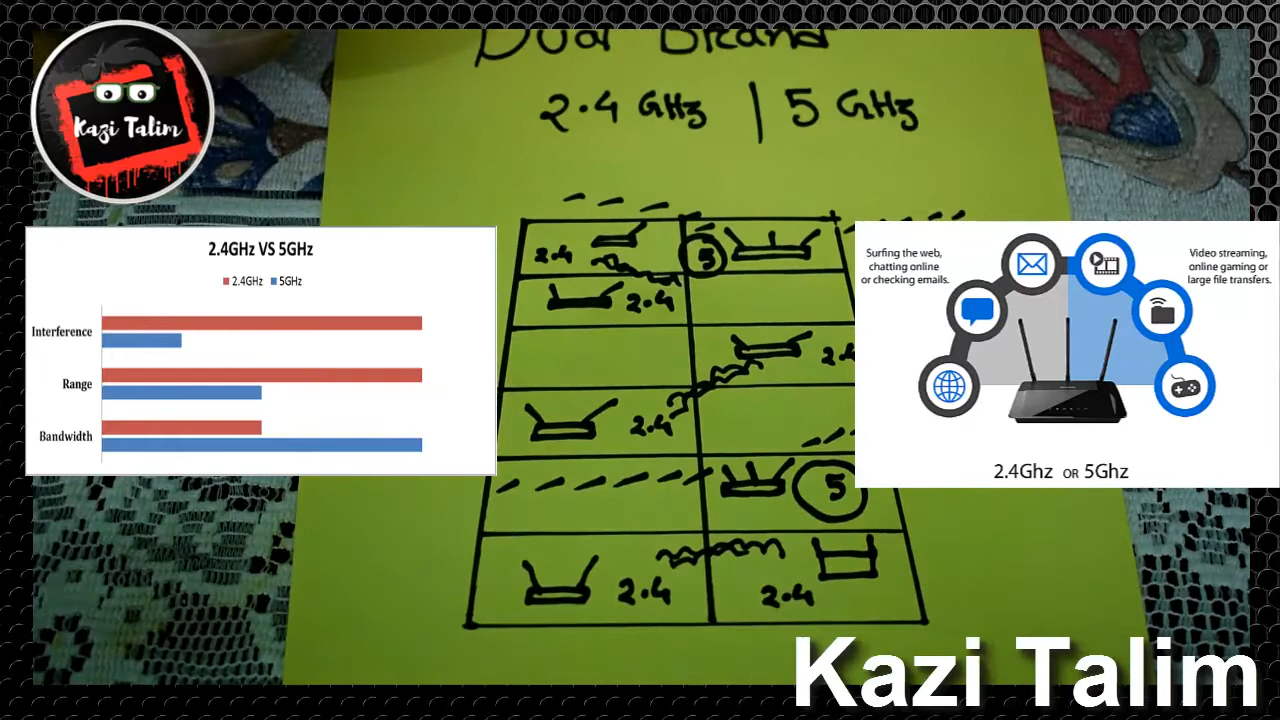 Kazi Talim
Dual Brand
2.4 GHz | 5 GHz
2.4GHz VS 5GHz
2.4GHz 5GHz
Interference
Range
Bandwidth
2.4
5
2.4
2.4
2.4
5
2.4
2.4
Surfing the web,
chatting online
or checking emails.
Video streaming,
online gaming or
large file transfers.
2.4Ghz OR 5Ghz
Kazi Talim